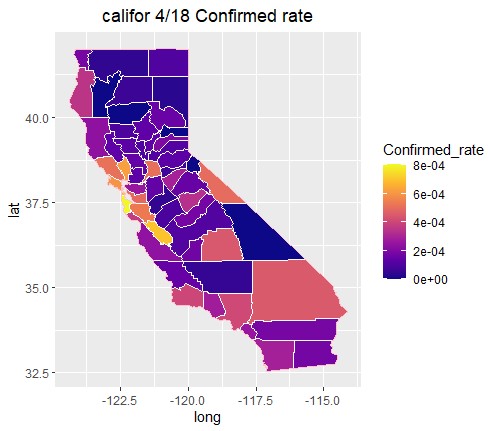 califor 4/18 Confirmed rate
40.0
37.5
35.0
32.5
lat
-122.5 -120.0 -117.5 -115.0
long
Confirmed_rate
8e-04
6e-04
4e-04
2e-04
0e+00